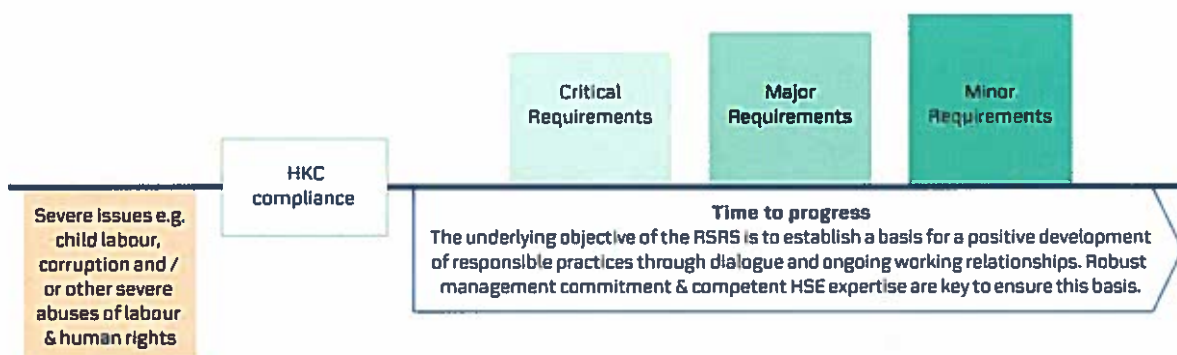 Critical
Requirements
Major
Requirements
Minor
Requirements
HKC
compliance
Severe issues e.g.
child labour,
corruption and /
or other severe
abuses of labour
& human rights
Time to progress
The underlying objective of the RSRS is to establish a basis for a positive development
of responsible practices through dialogue and ongoing working relationships. Robust
management commitment & competent HSE expertise are key to ensure this basis.